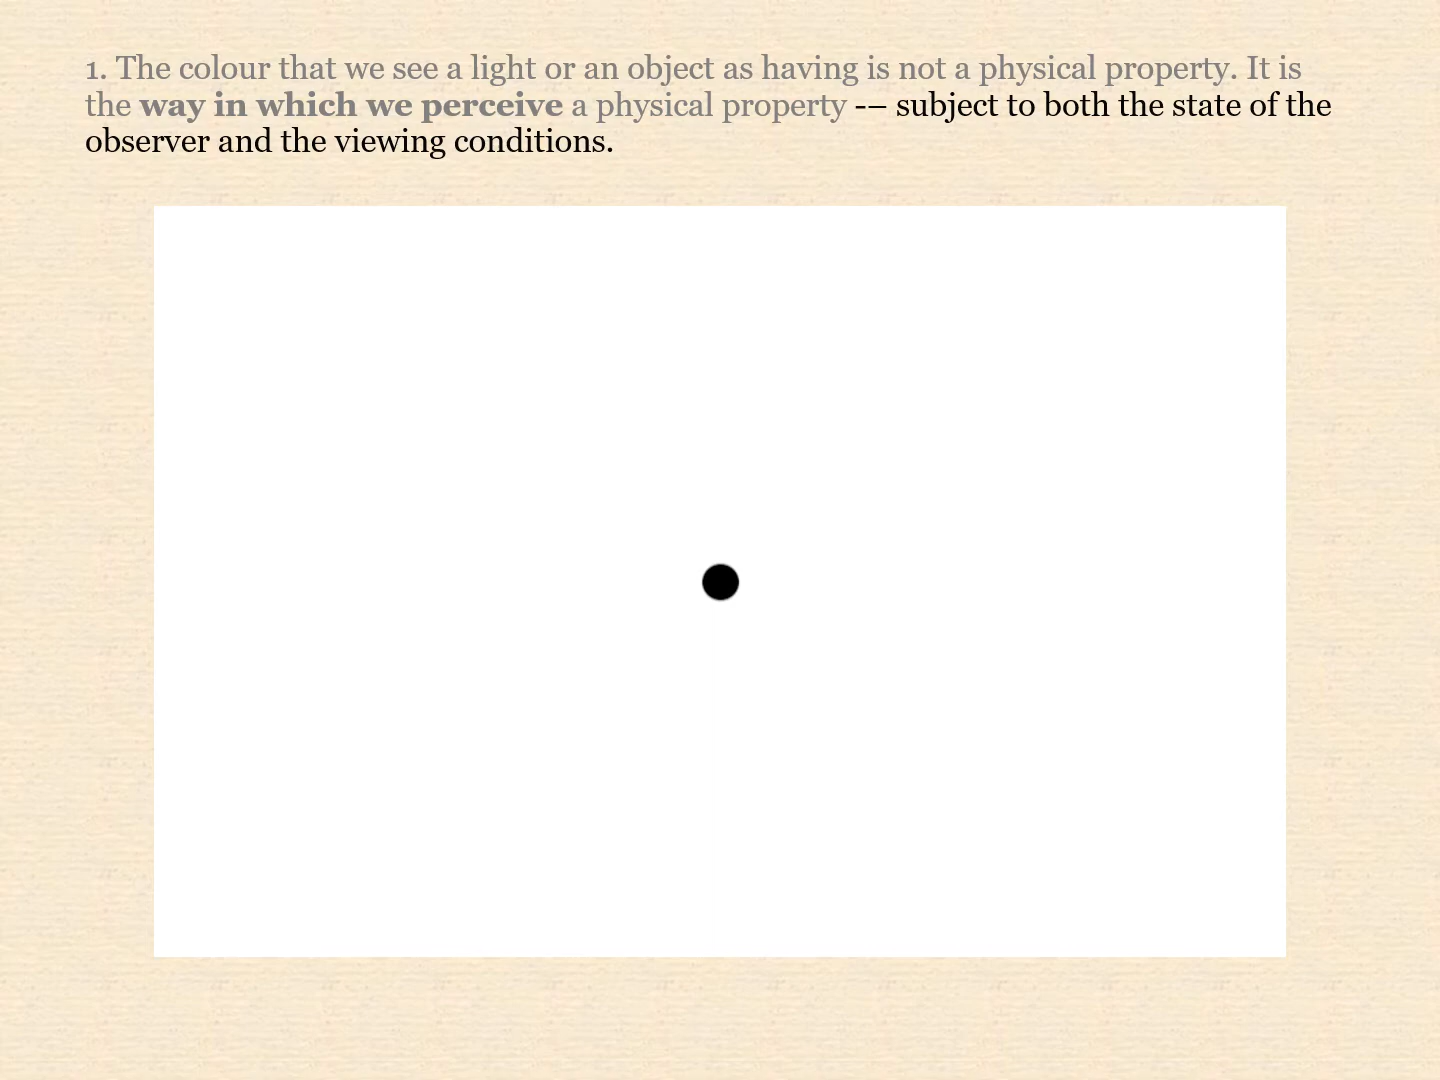 1. The colour that we see a light or an object as having is not a physical property. It is
the way in which we perceive a physical property -– subject to both the state of the
observer and the viewing conditions.